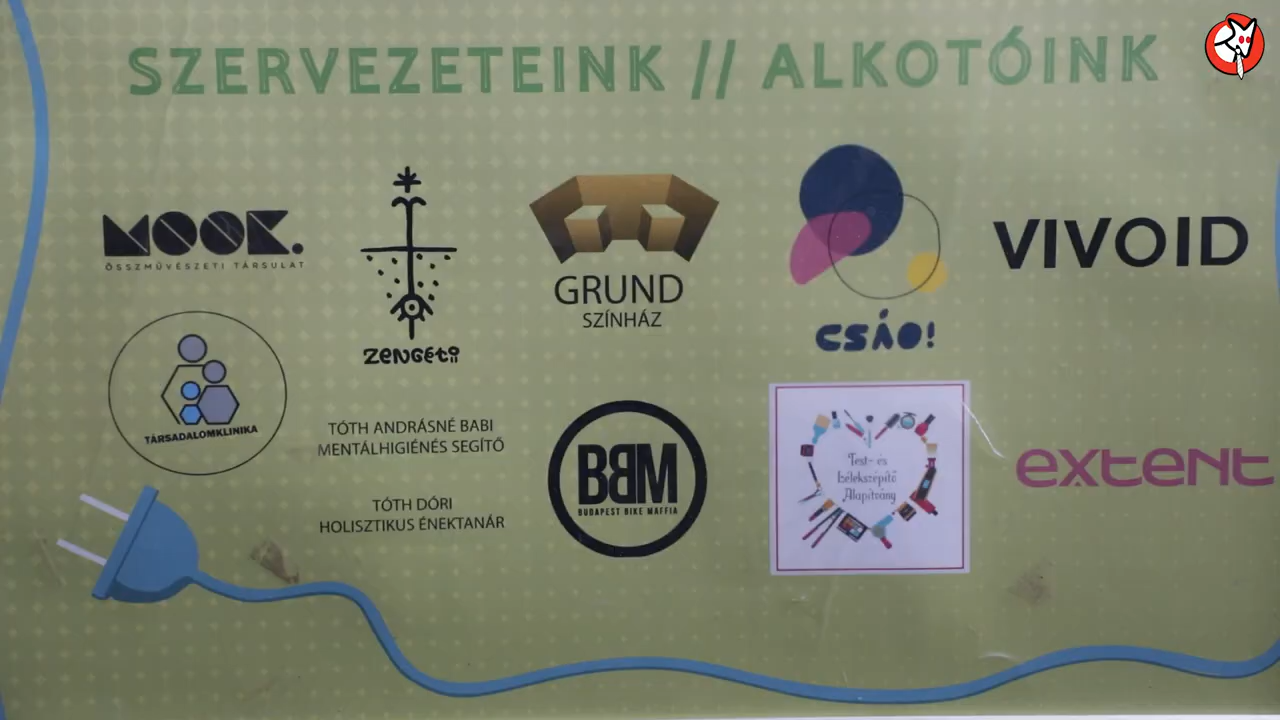 SZERVEZETEINK // ALKOTÓINK
MOOK.
ÖSSZMŰVÉSZETI TÁRSULAT
ZENGETI
GRUND
SZÍNHÁZ
CSÁO!
VIVOID
TÁRSADALOMKLINIKA
TÓTH ANDRÁSNÉ BABI
MENTÁLHIGIÉNÉS SEGÍTŐ
TÓTH DÓRI
HOLISZTIKUS ÉNEKTANÁR
BBM
BUDAPEST BIKE MAFFIA
Test- és
Lélekszépítő
Alapítvány
extent